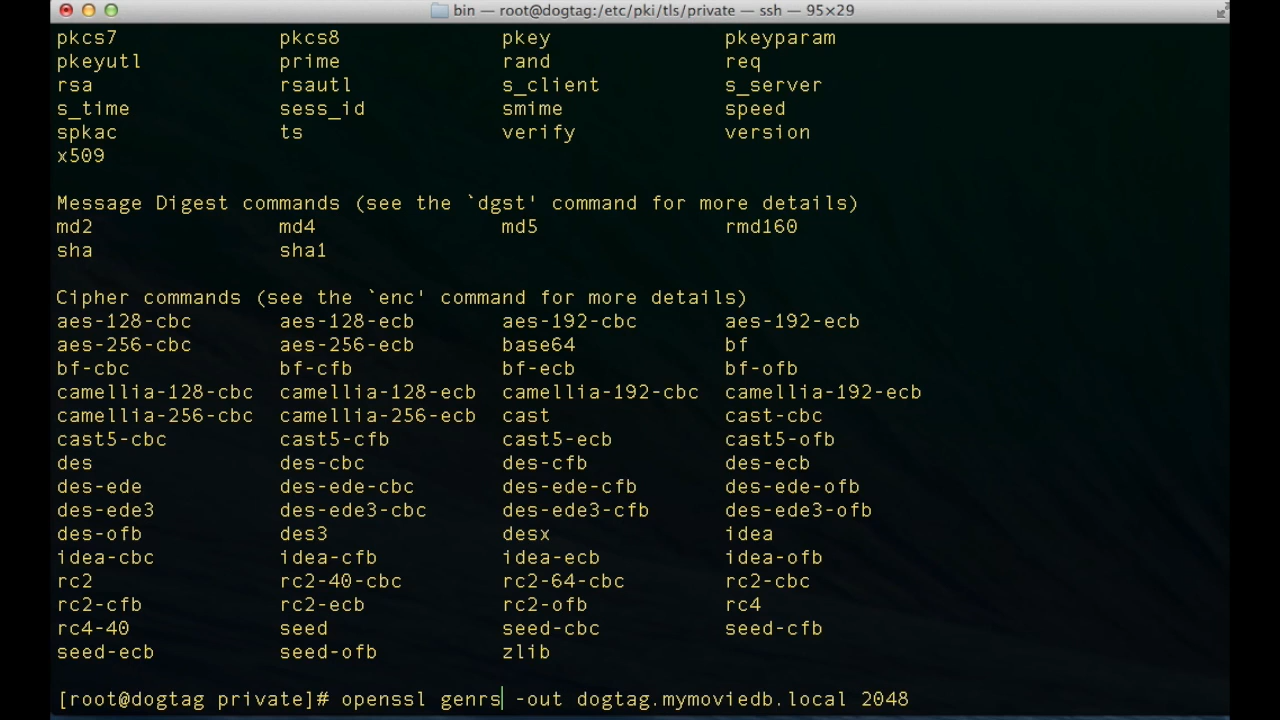 bin — root@dogtag:/etc/pki/tls/private — ssh — 95×29
pkcs7 pkcs8 pkey pkeyparam
pkeyutl prime rand req
rsa rsautl s_client s_server
s_time sess_id smime speed
spkac ts verify version
x509
Message Digest commands (see the `dgst' command for more details)
md2 md4 md5 rmd160
sha sha1
Cipher commands (see the `enc' command for more details)
aes-128-cbc aes-128-ecb aes-192-cbc aes-192-ecb
aes-256-cbc aes-256-ecb base64 bf
bf-cbc bf-cfb bf-ecb bf-ofb
camellia-128-cbc camellia-128-ecb camellia-192-cbc camellia-192-ecb
camellia-256-cbc camellia-256-ecb cast cast-cbc
cast5-cbc cast5-cfb cast5-ecb cast5-ofb
des des-cbc des-cfb des-ecb
des-ede des-ede-cbc des-ede-cfb des-ede-ofb
des-ede3 des-ede3-cbc des-ede3-cfb des-ede3-ofb
des-ofb des3 desx idea
idea-cbc idea-cfb idea-ecb idea-ofb
rc2 rc2-40-cbc rc2-64-cbc rc2-cbc
rc2-cfb rc2-ecb rc2-ofb rc4
rc4-40 seed seed-cbc seed-cfb
seed-ecb seed-ofb zlib
[root@dogtag private]# openssl genrs -out dogtag.mymoviedb.local 2048